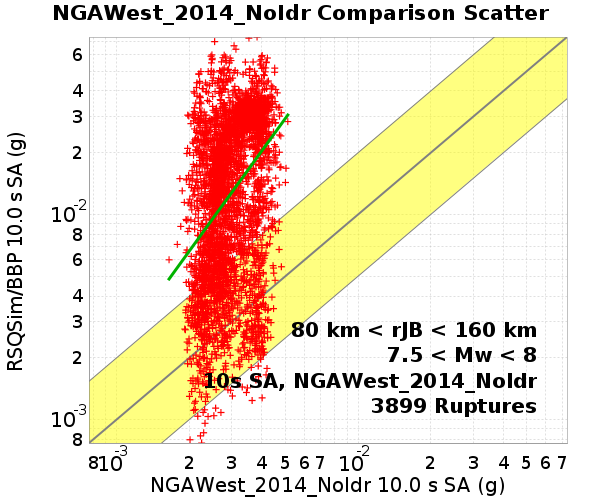 NGAWest_2014_NoIdr Comparison Scatter
RSQSim/BBP 10.0 s SA (g)
6
4
3
2
10-2
8
6
4
3
2
10-3
8
80 km < rJB < 160 km
7.5 < Mw < 8
10s SA, NGAWest_2014_NoIdr
3899 Ruptures
8 10-3 2 3 4 5 6 7 10-2 2 3 4 5 6 7
NGAWest_2014_NoIdr 10.0 s SA (g)